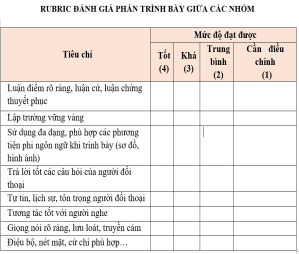 RUBRIC ĐÁNH GIÁ PHẦN TRÌNH BÀY GIỮA CÁC NHÓM
Tiêu chí
Mức độ đạt được
Tốt
(4)
Khá
(3)
Trung
bình
(2)
Cần điều
chỉnh
(1)
Luận điểm rõ ràng, luận cứ, luận chứng
thuyết phục
Lập trường vững vàng
Sử dụng đa dạng, phù hợp các phương
tiện phi ngôn ngữ khi trình bày (sơ đồ,
hình ảnh)
Trả lời tốt các câu hỏi của người đối
thoại
Tự tin, lịch sự, tôn trọng người đối thoại
Tương tác tốt với người nghe
Giọng nói rõ ràng, lưu loát, truyền cảm
Điệu bộ, nét mặt, cử chỉ phù hợp…